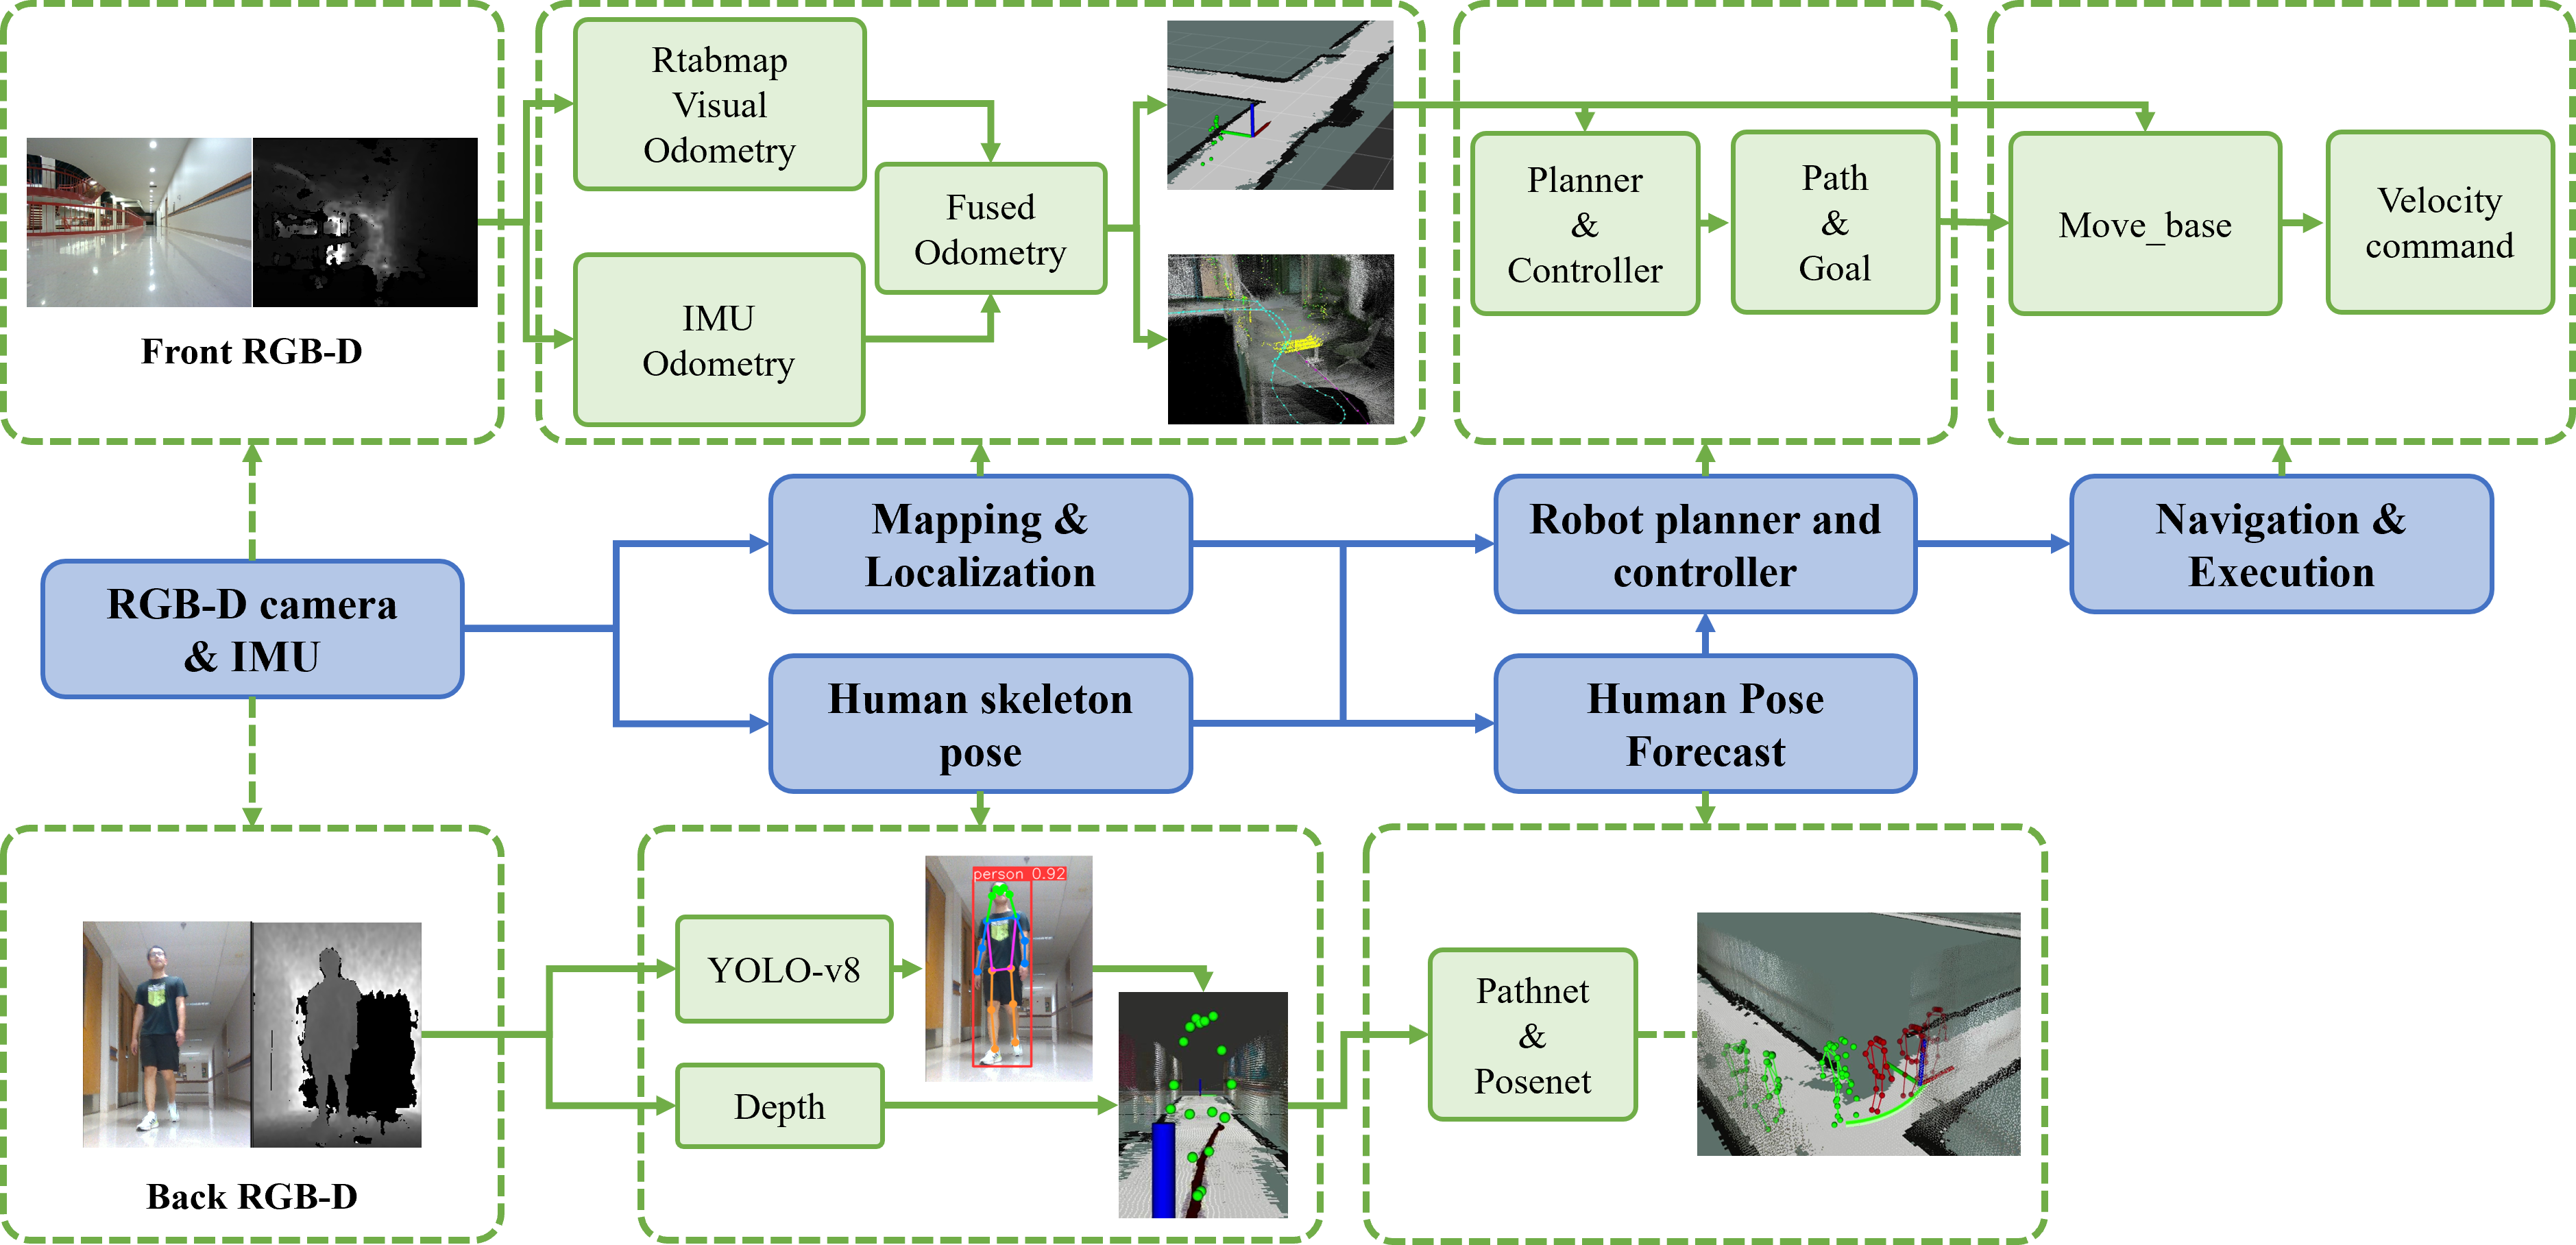 Rtabmap
Visual
Odometry
IMU
Odometry
Fused
Odometry
Planner
&
Controller
Path
&
Goal
Move_base
Velocity
command
Front RGB-D
RGB-D camera
& IMU
Mapping &
Localization
Human skeleton
pose
Robot planner and
controller
Human Pose
Forecast
Navigation &
Execution
Back RGB-D
YOLO-v8
Depth
person 0.92
Pathnet
&
Posenet